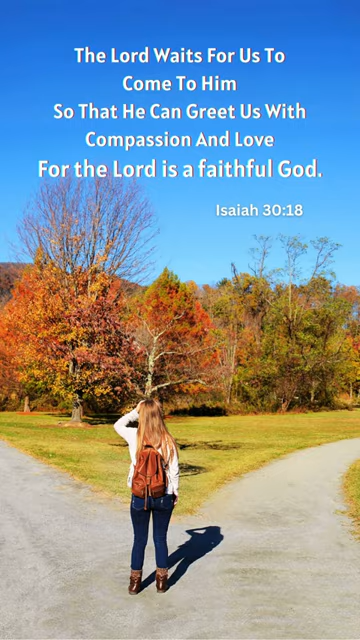 The Lord Waits For Us To
Come To Him
So That He Can Greet Us With
Compassion And Love
For the Lord is a faithful God.
Isaiah 30:18